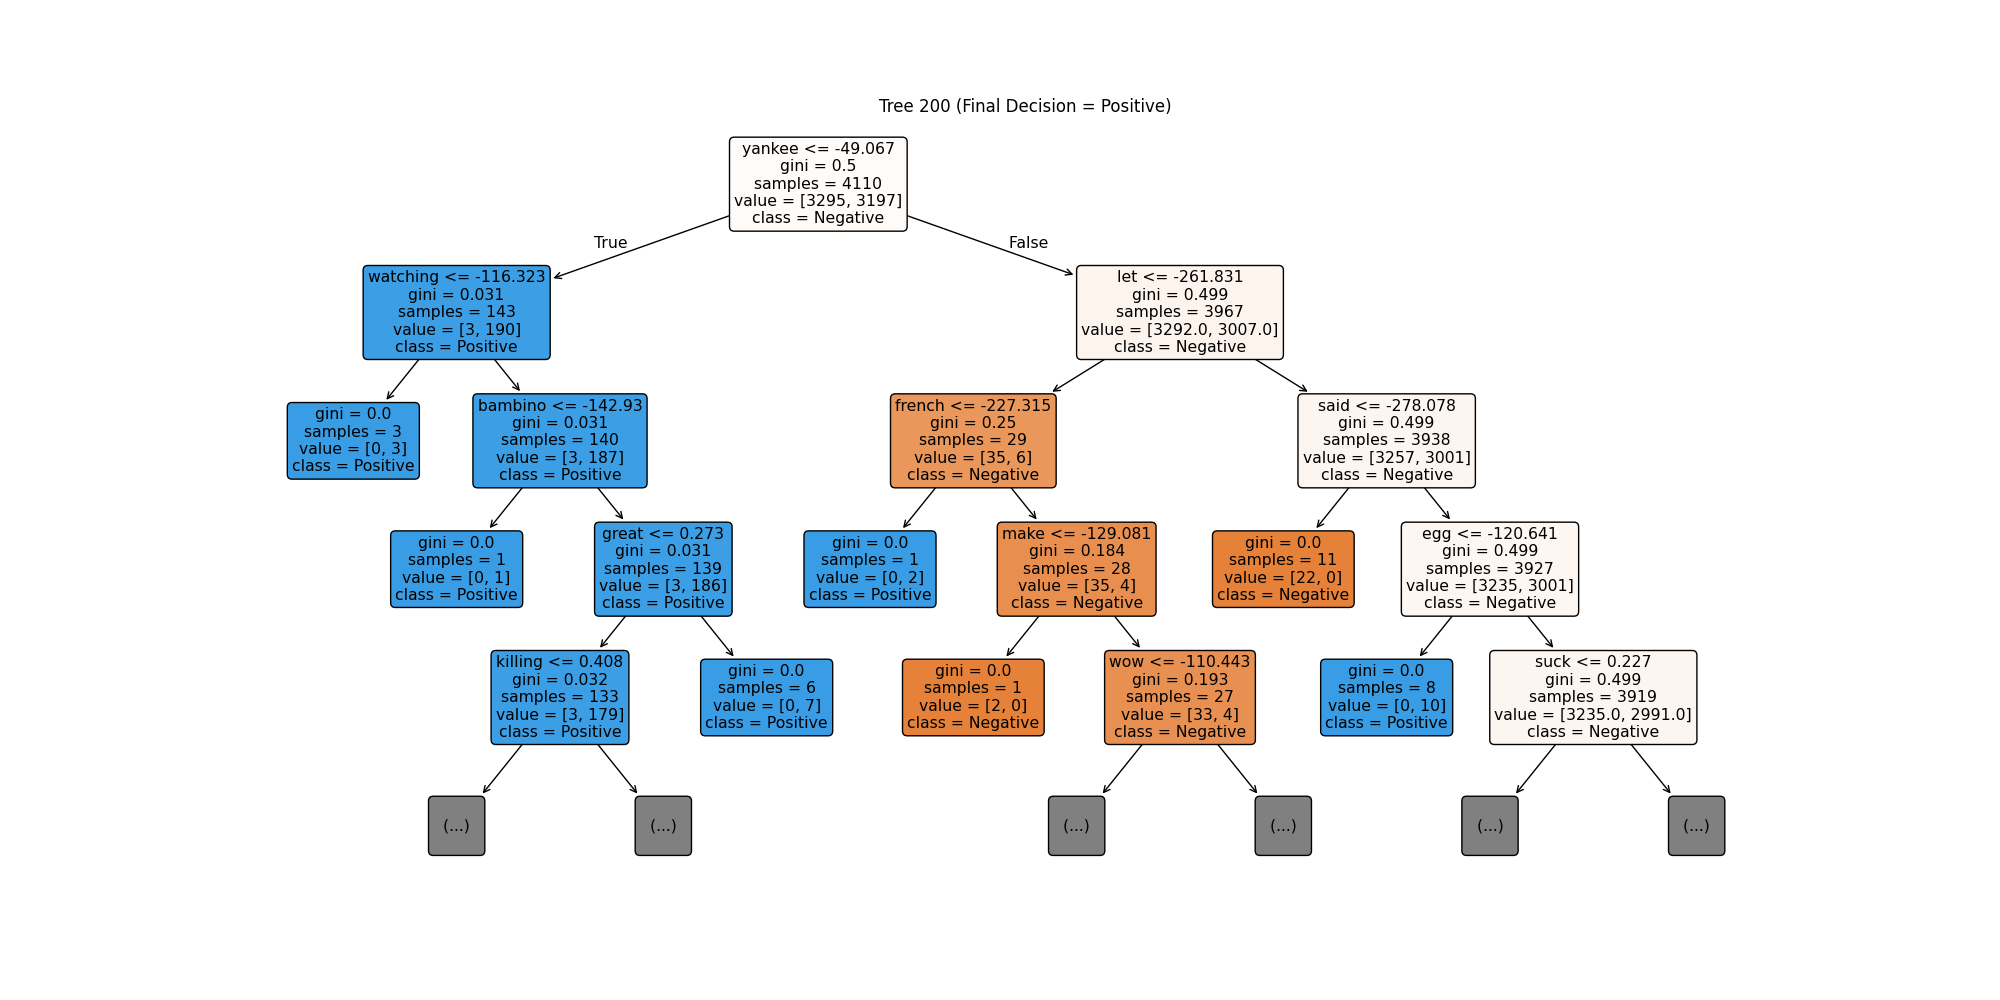 Tree 200 (Final Decision = Positive)
yankee <= -49.067
gini = 0.5
samples = 4110
value = [3295, 3197]
class = Negative
True
False
watching <= -116.323
gini = 0.031
samples = 143
value = [3, 190]
class = Positive
let <= -261.831
gini = 0.499
samples = 3967
value = [3292.0, 3007.0]
class = Negative
gini = 0.0
samples = 3
value = [0, 3]
class = Positive
bambino <= -142.93
gini = 0.031
samples = 140
value = [3, 187]
class = Positive
french <= -227.315
gini = 0.25
samples = 29
value = [35, 6]
class = Negative
said <= -278.078
gini = 0.499
samples = 3938
value = [3257, 3001]
class = Negative
gini = 0.0
samples = 1
value = [0, 1]
class = Positive
great <= 0.273
gini = 0.031
samples = 139
value = [3, 186]
class = Positive
gini = 0.0
samples = 1
value = [0, 2]
class = Positive
make <= -129.081
gini = 0.184
samples = 28
value = [35, 4]
class = Negative
gini = 0.0
samples = 11
value = [22, 0]
class = Negative
egg <= -120.641
gini = 0.499
samples = 3927
value = [3235, 3001]
class = Negative
killing <= 0.408
gini = 0.032
samples = 133
value = [3, 179]
class = Positive
gini = 0.0
samples = 6
value = [0, 7]
class = Positive
gini = 0.0
samples = 1
value = [2, 0]
class = Negative
wow <= -110.443
gini = 0.193
samples = 27
value = [33, 4]
class = Negative
gini = 0.0
samples = 8
value = [0, 10]
class = Positive
suck <= 0.227
gini = 0.499
samples = 3919
value = [3235.0, 2991.0]
class = Negative
(...)
(...)
(...)
(...)
(...)
(...)